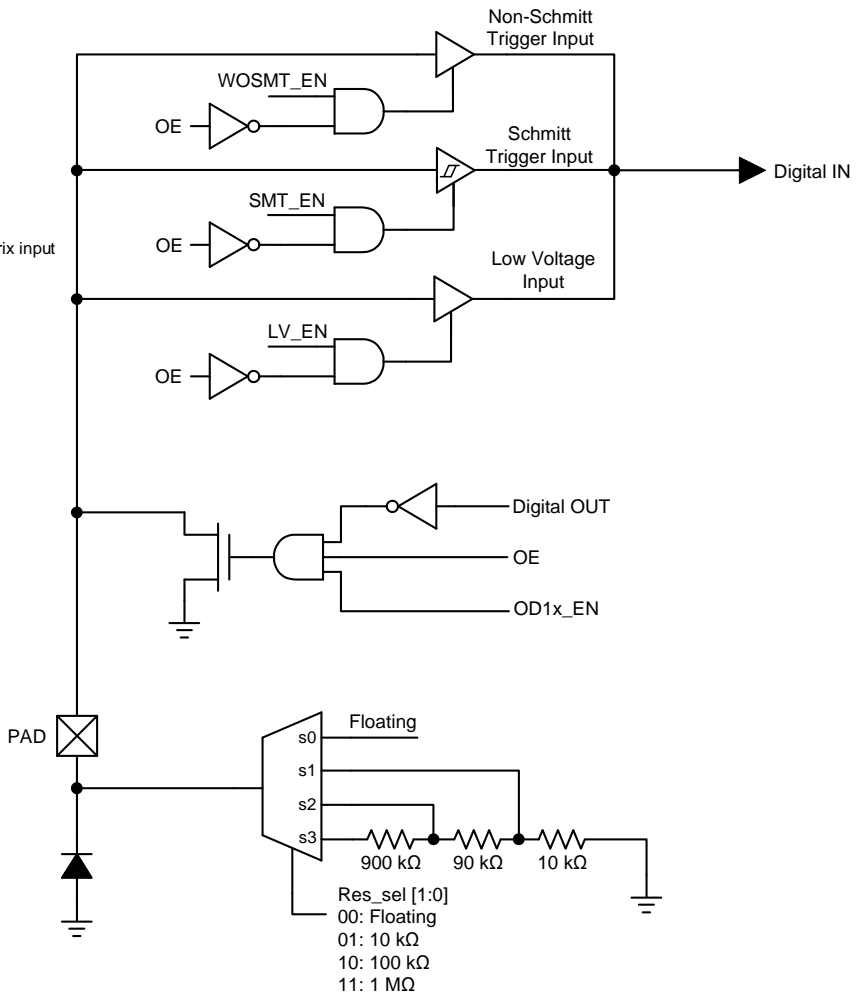 Non-Schmitt
Trigger Input
WOSMT_EN
OE
Schmitt
Trigger Input
Digital IN
SMT_EN
OE
rix input
Low Voltage
Input
LV_EN
OE
Digital OUT
OE
OD1x_EN
PAD
Floating
s0
s1
s2
s3
900 kΩ
90 kΩ
10 kΩ
Res_sel [1:0]
00: Floating
01: 10 kΩ
10: 100 kΩ
11: 1 MΩ